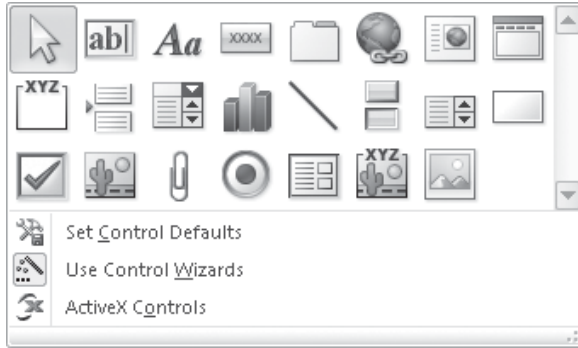 ab Aa XXXX
XYZ
XYZ
Set Control Defaults
Use Control Wizards
ActiveX Controls